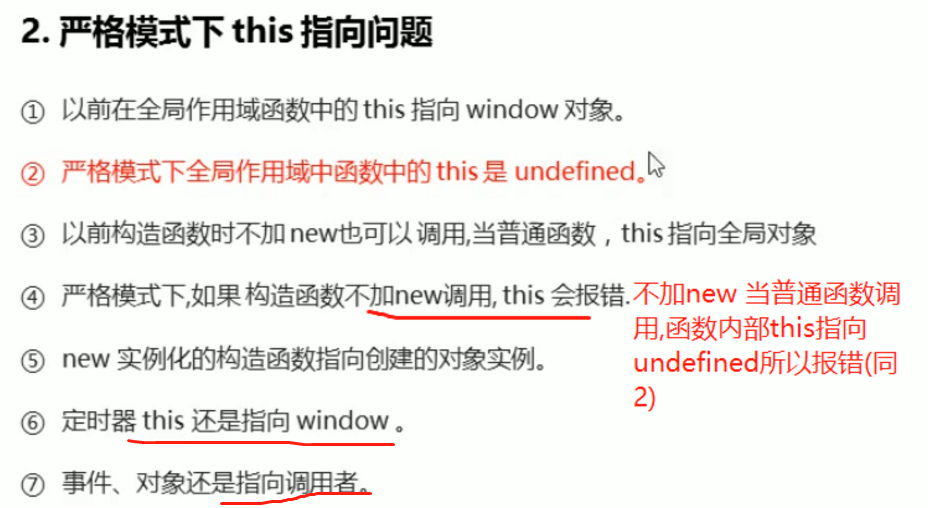 2. 严格模式下 this 指向问题
① 以前在全局作用域函数中的 this 指向 window 对象。
② 严格模式下全局作用域中函数中的 this 是 undefined。
③ 以前构造函数时不加 new也可以 调用,当普通函数，this 指向全局对象
④ 严格模式下,如果 构造函数不加new调用, this 会报错.
不加new 当普通函数调
用,函数内部this指向
undefined所以报错(同
2)
⑤ new 实例化的构造函数指向创建的对象实例。
⑥ 定时器 this 还是指向 window 。
⑦ 事件、对象还是指向调用者。